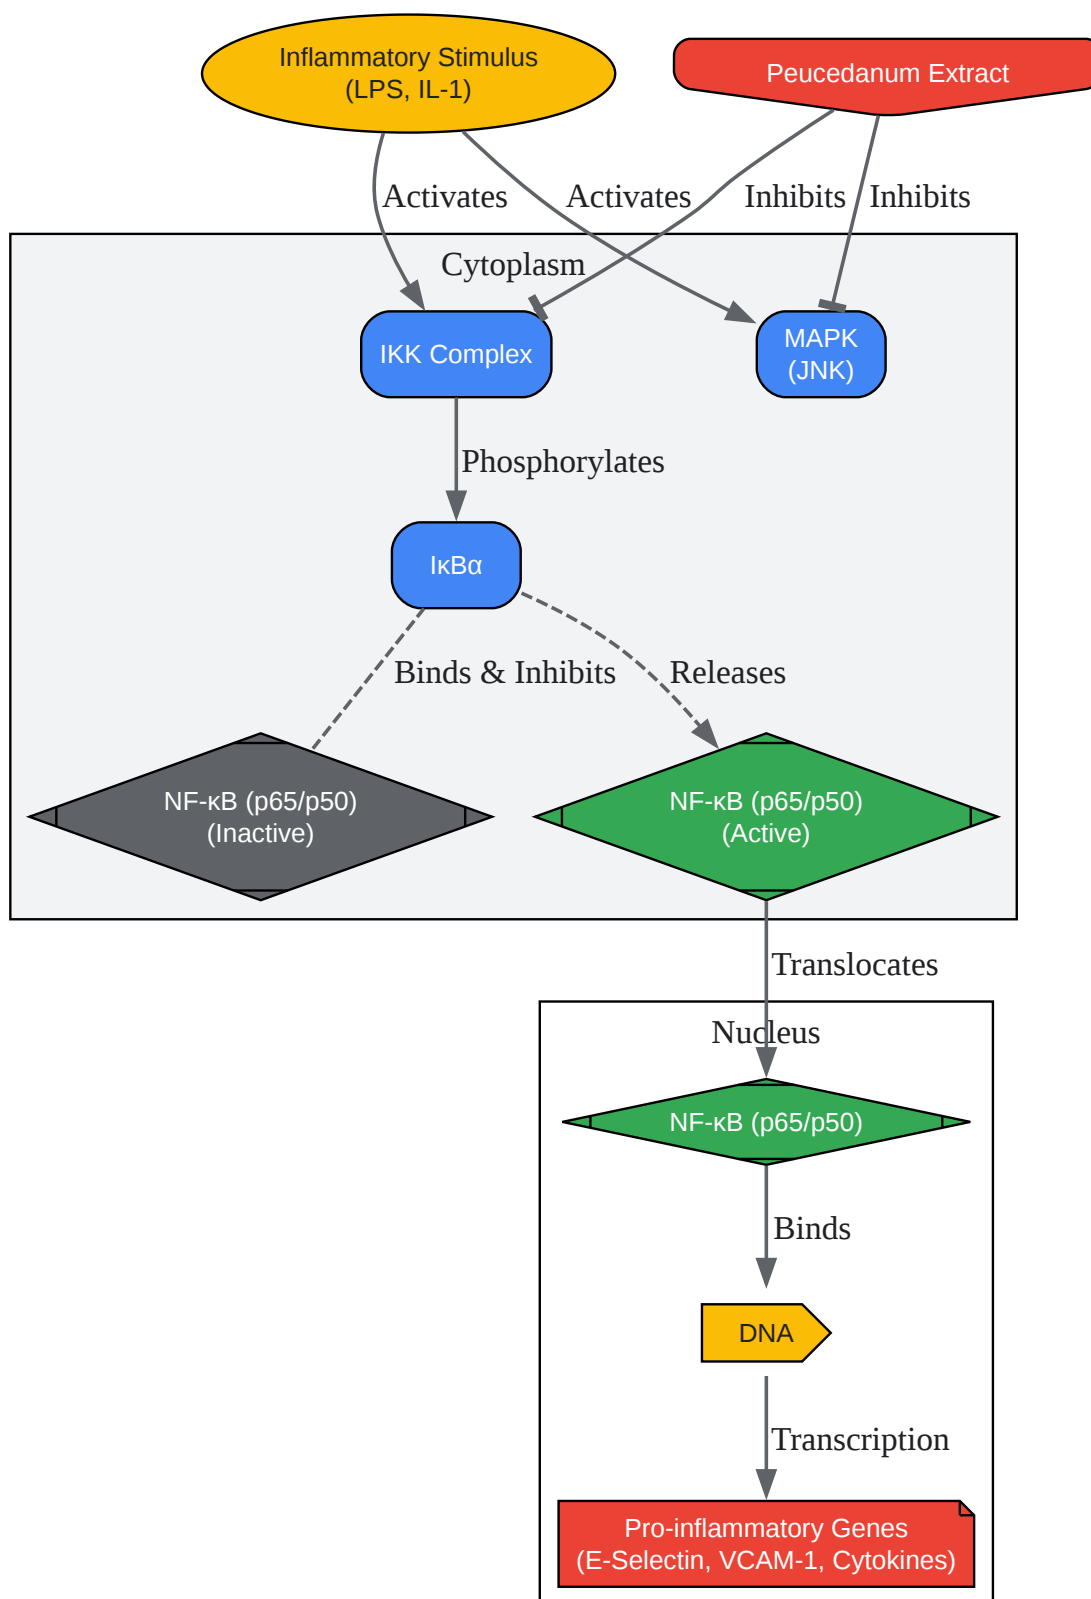 Inflammatory Stimulus
(LPS, IL-1)
Peucedanum Extract
Activates
Activates
Inhibits
Inhibits
Cytoplasm
IKK Complex
MAPK
(JNK)
Phosphorylates
IκBα
Binds & Inhibits
Releases
NF-κB (p65/p50)
(Inactive)
NF-κB (p65/p50)
(Active)
Translocates
Nucleus
NF-κB (p65/p50)
Binds
DNA
Transcription
Pro-inflammatory Genes
(E-Selectin, VCAM-1, Cytokines)